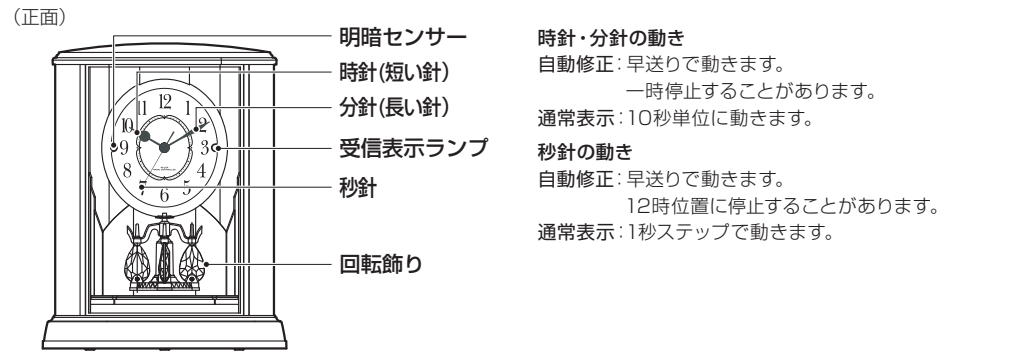 （正面）
明暗センサー
時針(短い針）
分針(長い針）
受信表示ランプ
秒針
回転飾り
12
1
2
3
4
5
6
7
8
9
10
11
時針・分針の動き
自動修正：早送りで動きます。
一時停止することがあります。
通常表示：10秒単位に動きます。
秒針の動き
自動修正：早送りで動きます。
12時位置に停止することがあります。
通常表示：1秒ステップで動きます。